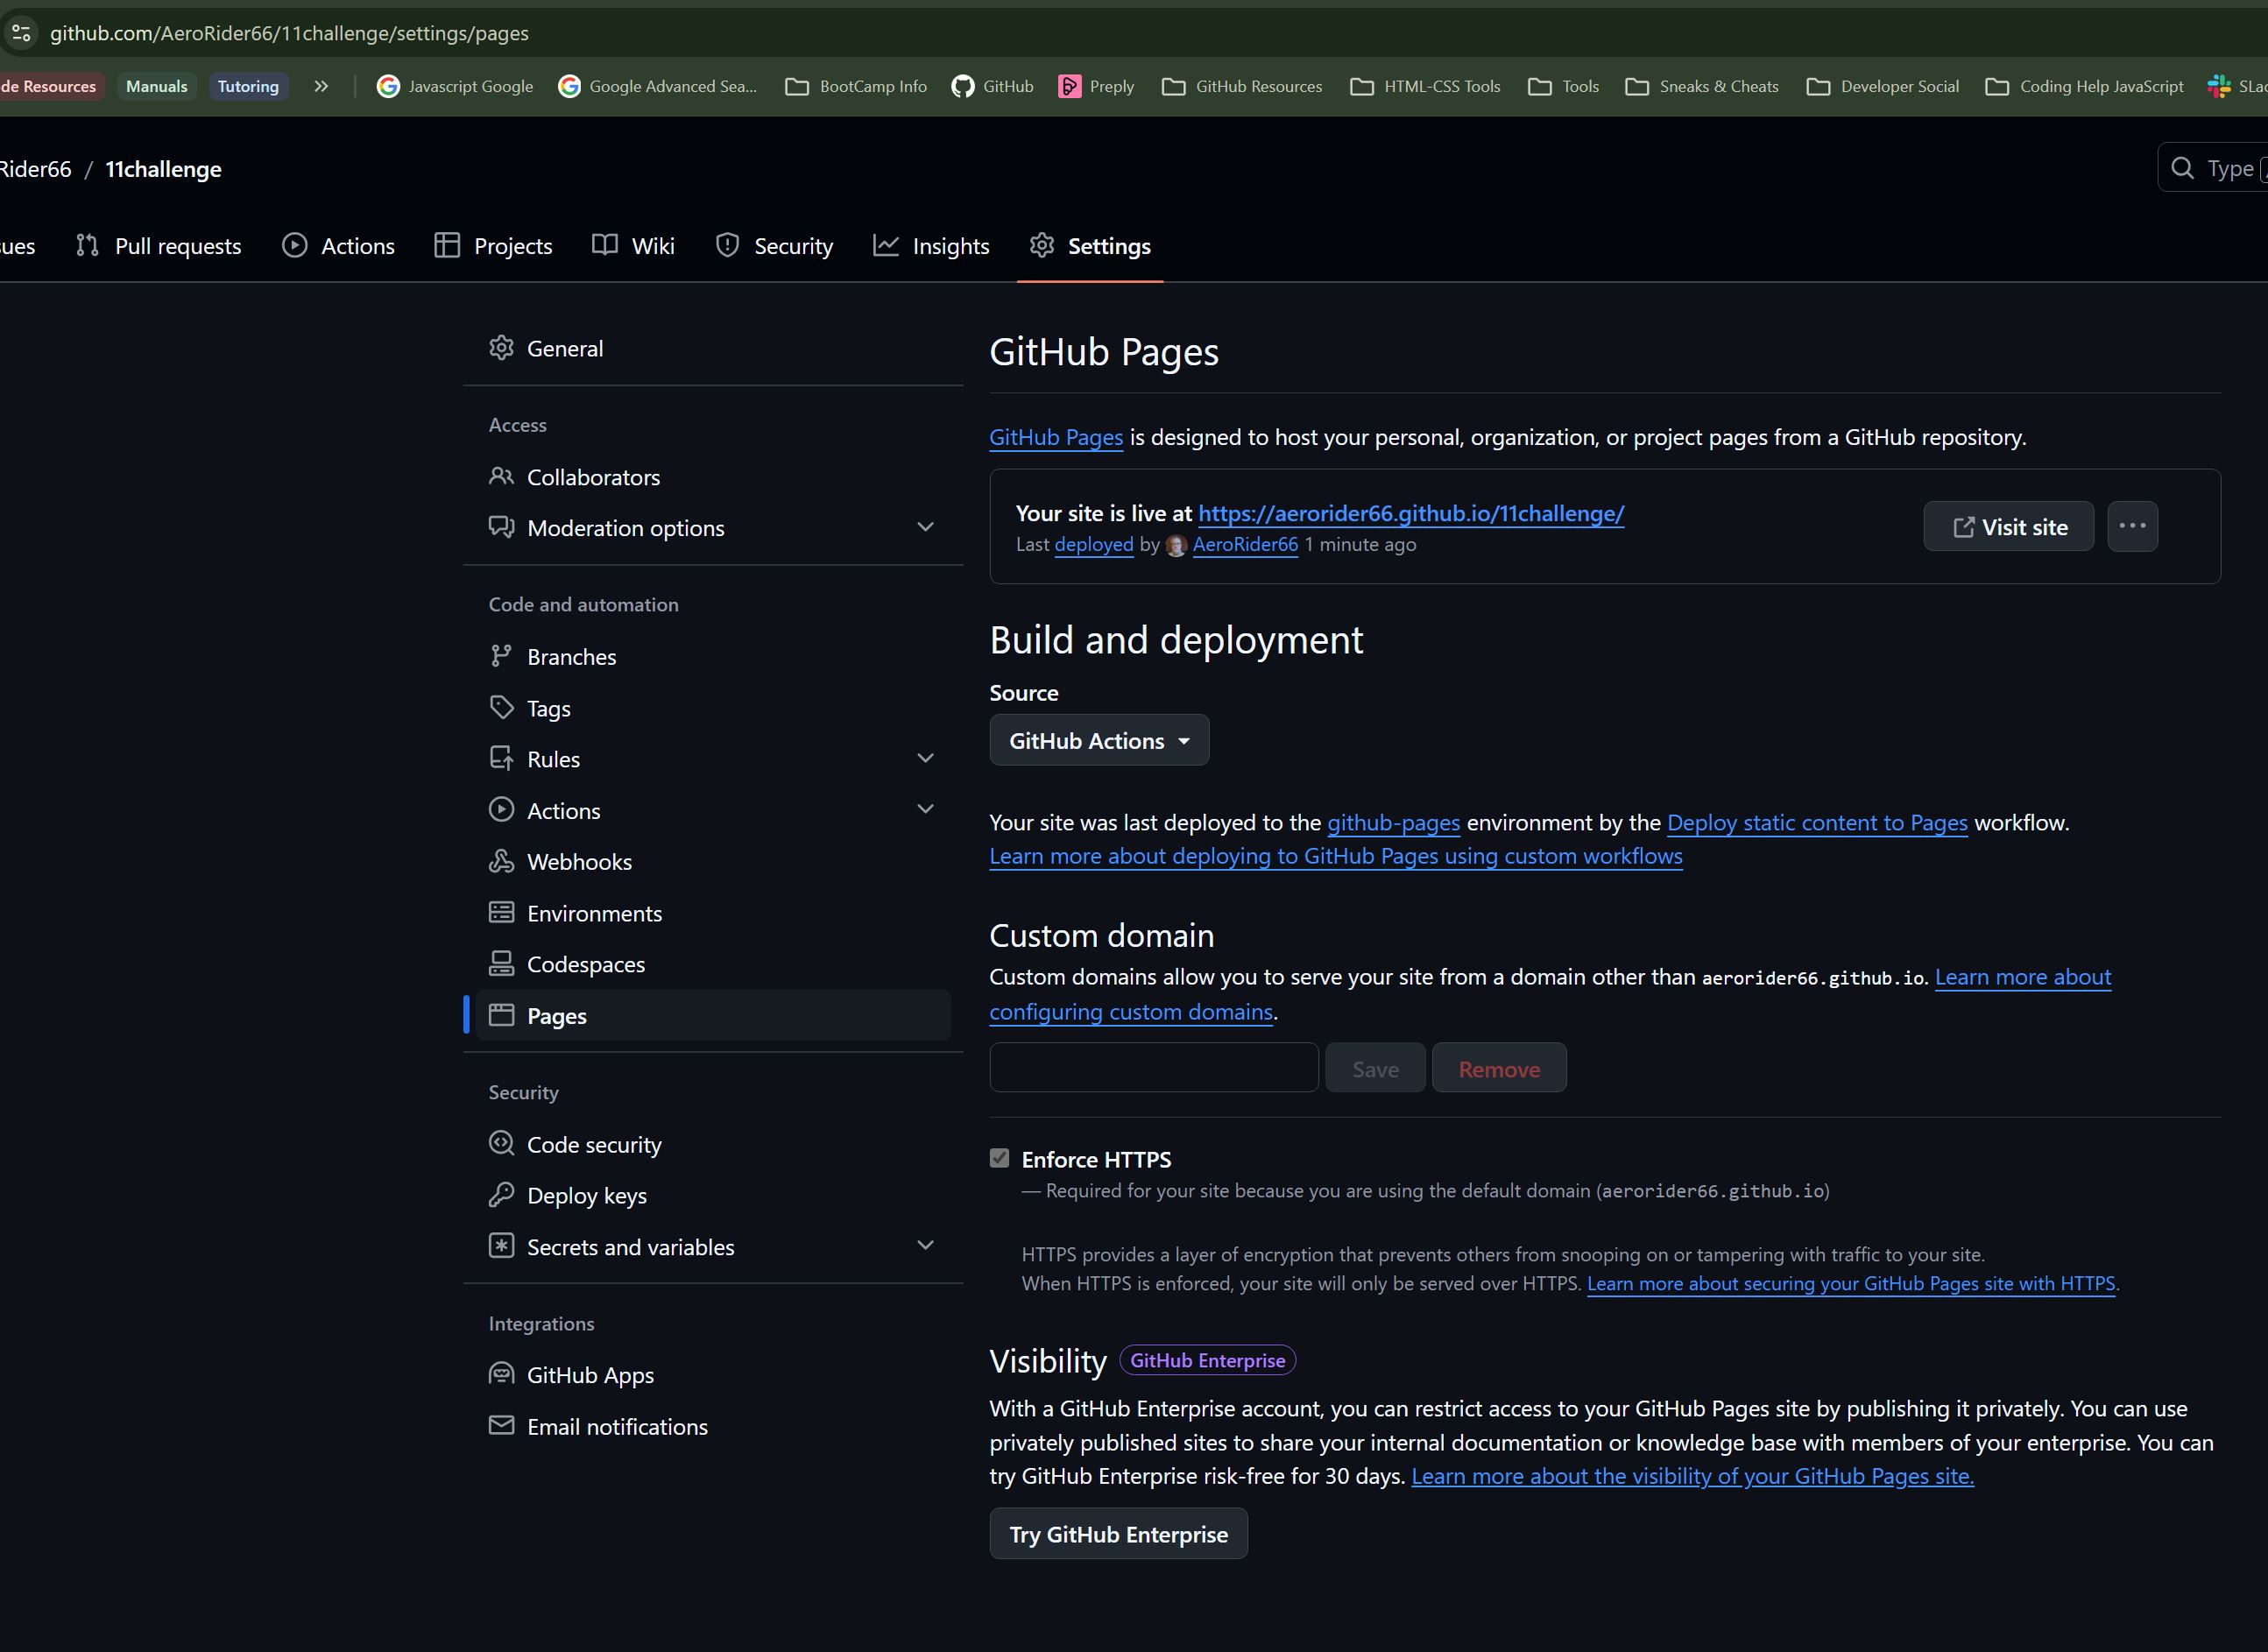 github.com/AeroRider66/11challenge/settings/pages
de Resources Manuals Tutoring Javascript Google Google Advanced Sea... BootCamp Info GitHub Preply GitHub Resources HTML-CSS Tools Tools Sneaks & Cheats Developer Social Coding Help JavaScript SLac
Rider66 / 11challenge
Type
ues Pull requests Actions Projects Wiki Security Insights Settings
General
Access
Collaborators
Moderation options
Code and automation
Branches
Tags
Rules
Actions
Webhooks
Environments
Codespaces
Pages
Security
Code security
Deploy keys
Secrets and variables
Integrations
GitHub Apps
Email notifications
GitHub Pages
GitHub Pages is designed to host your personal, organization, or project pages from a GitHub repository.
Your site is live at https://aerorider66.github.io/11challenge/
Last deployed by AeroRider66 1 minute ago
Visit site
Build and deployment
Source
GitHub Actions
Your site was last deployed to the github-pages environment by the Deploy static content to Pages workflow.
Learn more about deploying to GitHub Pages using custom workflows
Custom domain
Custom domains allow you to serve your site from a domain other than aerorider66.github.io. Learn more about
configuring custom domains.
Save Remove
Enforce HTTPS
— Required for your site because you are using the default domain (aerorider66.github.io)
HTTPS provides a layer of encryption that prevents others from snooping on or tampering with traffic to your site.
When HTTPS is enforced, your site will only be served over HTTPS. Learn more about securing your GitHub Pages site with HTTPS.
Visibility GitHub Enterprise
With a GitHub Enterprise account, you can restrict access to your GitHub Pages site by publishing it privately. You can use
privately published sites to share your internal documentation or knowledge base with members of your enterprise. You can
try GitHub Enterprise risk-free for 30 days. Learn more about the visibility of your GitHub Pages site.
Try GitHub Enterprise